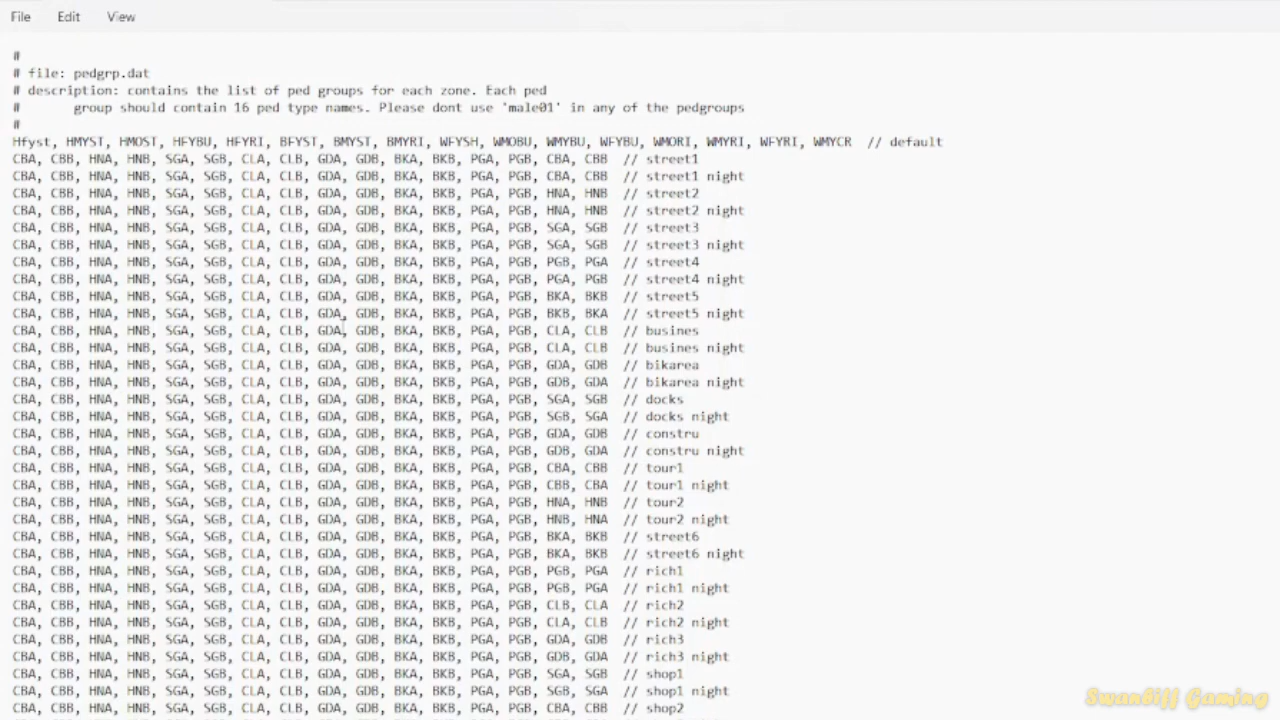 File Edit View
#
# file: pedgrp.dat
# description: contains the list of ped groups for each zone. Each ped
# group should contain 16 ped type names. Please dont use 'male01' in any of the pedgroups
#
Hfyst, HMYST, HMOST, HFYBU, HFYRI, BFYST, BMYST, BMYRI, WFYSH, WMOBU, WMYBU, WFYBU, WMORI, WMYRI, WFYRI, WMYCR // default
CBA, CBB, HNA, HNB, SGA, SGB, CLA, CLB, GDA, GDB, BKA, BKB, PGA, PGB, CBA, CBB // street1
CBA, CBB, HNA, HNB, SGA, SGB, CLA, CLB, GDA, GDB, BKA, BKB, PGA, PGB, CBA, CBB // street1 night
CBA, CBB, HNA, HNB, SGA, SGB, CLA, CLB, GDA, GDB, BKA, BKB, PGA, PGB, HNA, HNB // street2
CBA, CBB, HNA, HNB, SGA, SGB, CLA, CLB, GDA, GDB, BKA, BKB, PGA, PGB, HNA, HNB // street2 night
CBA, CBB, HNA, HNB, SGA, SGB, CLA, CLB, GDA, GDB, BKA, BKB, PGA, PGB, SGA, SGB // street3
CBA, CBB, HNA, HNB, SGA, SGB, CLA, CLB, GDA, GDB, BKA, BKB, PGA, PGB, SGA, SGB // street3 night
CBA, CBB, HNA, HNB, SGA, SGB, CLA, CLB, GDA, GDB, BKA, BKB, PGA, PGB, PGB, PGA // street4
CBA, CBB, HNA, HNB, SGA, SGB, CLA, CLB, GDA, GDB, BKA, BKB, PGA, PGB, PGA, PGB // street4 night
CBA, CBB, HNA, HNB, SGA, SGB, CLA, CLB, GDA, GDB, BKA, BKB, PGA, PGB, BKA, BKB // street5
CBA, CBB, HNA, HNB, SGA, SGB, CLA, CLB, GDA, GDB, BKA, BKB, PGA, PGB, BKB, BKA // street5 night
CBA, CBB, HNA, HNB, SGA, SGB, CLA, CLB, GDA, GDB, BKA, BKB, PGA, PGB, CLA, CLB // busines
CBA, CBB, HNA, HNB, SGA, SGB, CLA, CLB, GDA, GDB, BKA, BKB, PGA, PGB, CLA, CLB // busines night
CBA, CBB, HNA, HNB, SGA, SGB, CLA, CLB, GDA, GDB, BKA, BKB, PGA, PGB, GDA, GDB // bikarea
CBA, CBB, HNA, HNB, SGA, SGB, CLA, CLB, GDA, GDB, BKA, BKB, PGA, PGB, GDB, GDA // bikarea night
CBA, CBB, HNA, HNB, SGA, SGB, CLA, CLB, GDA, GDB, BKA, BKB, PGA, PGB, SGA, SGB // docks
CBA, CBB, HNA, HNB, SGA, SGB, CLA, CLB, GDA, GDB, BKA, BKB, PGA, PGB, SGB, SGA // docks night
CBA, CBB, HNA, HNB, SGA, SGB, CLA, CLB, GDA, GDB, BKA, BKB, PGA, PGB, GDA, GDB // constru
CBA, CBB, HNA, HNB, SGA, SGB, CLA, CLB, GDA, GDB, BKA, BKB, PGA, PGB, GDB, GDA // constru night
CBA, CBB, HNA, HNB, SGA, SGB, CLA, CLB, GDA, GDB, BKA, BKB, PGA, PGB, CBA, CBB // tour1
CBA, CBB, HNA, HNB, SGA, SGB, CLA, CLB, GDA, GDB, BKA, BKB, PGA, PGB, CBB, CBA // tour1 night
CBA, CBB, HNA, HNB, SGA, SGB, CLA, CLB, GDA, GDB, BKA, BKB, PGA, PGB, HNA, HNB // tour2
CBA, CBB, HNA, HNB, SGA, SGB, CLA, CLB, GDA, GDB, BKA, BKB, PGA, PGB, HNB, HNA // tour2 night
CBA, CBB, HNA, HNB, SGA, SGB, CLA, CLB, GDA, GDB, BKA, BKB, PGA, PGB, BKA, BKB // street6
CBA, CBB, HNA, HNB, SGA, SGB, CLA, CLB, GDA, GDB, BKA, BKB, PGA, PGB, BKA, BKB // street6 night
CBA, CBB, HNA, HNB, SGA, SGB, CLA, CLB, GDA, GDB, BKA, BKB, PGA, PGB, PGB, PGA // rich1
CBA, CBB, HNA, HNB, SGA, SGB, CLA, CLB, GDA, GDB, BKA, BKB, PGA, PGB, PGB, PGA // rich1 night
CBA, CBB, HNA, HNB, SGA, SGB, CLA, CLB, GDA, GDB, BKA, BKB, PGA, PGB, CLB, CLA // rich2
CBA, CBB, HNA, HNB, SGA, SGB, CLA, CLB, GDA, GDB, BKA, BKB, PGA, PGB, CLA, CLB // rich2 night
CBA, CBB, HNA, HNB, SGA, SGB, CLA, CLB, GDA, GDB, BKA, BKB, PGA, PGB, GDA, GDB // rich3
CBA, CBB, HNA, HNB, SGA, SGB, CLA, CLB, GDA, GDB, BKA, BKB, PGA, PGB, GDB, GDA // rich3 night
CBA, CBB, HNA, HNB, SGA, SGB, CLA, CLB, GDA, GDB, BKA, BKB, PGA, PGB, SGA, SGB // shop1
CBA, CBB, HNA, HNB, SGA, SGB, CLA, CLB, GDA, GDB, BKA, BKB, PGA, PGB, SGB, SGA // shop1 night
CBA, CBB, HNA, HNB, SGA, SGB, CLA, CLB, GDA, GDB, BKA, BKB, PGA, PGB, CBA, CBB // shop2
Gaming